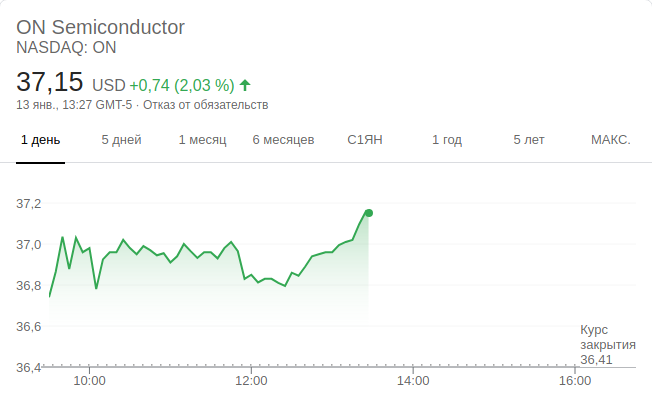 ON Semiconductor
NASDAQ: ON
37,15 USD +0,74 (2,03 %)
13 янв., 13:27 GMT-5 · Отказ от обязательств
1 день 5 дней 1 месяц 6 месяцев С1ЯН 1 год 5 лет МАКС.
37,2
37,0
36,8
36,6
Курс
закрытия
36,41
36,4
10:00 12:00 14:00 16:00